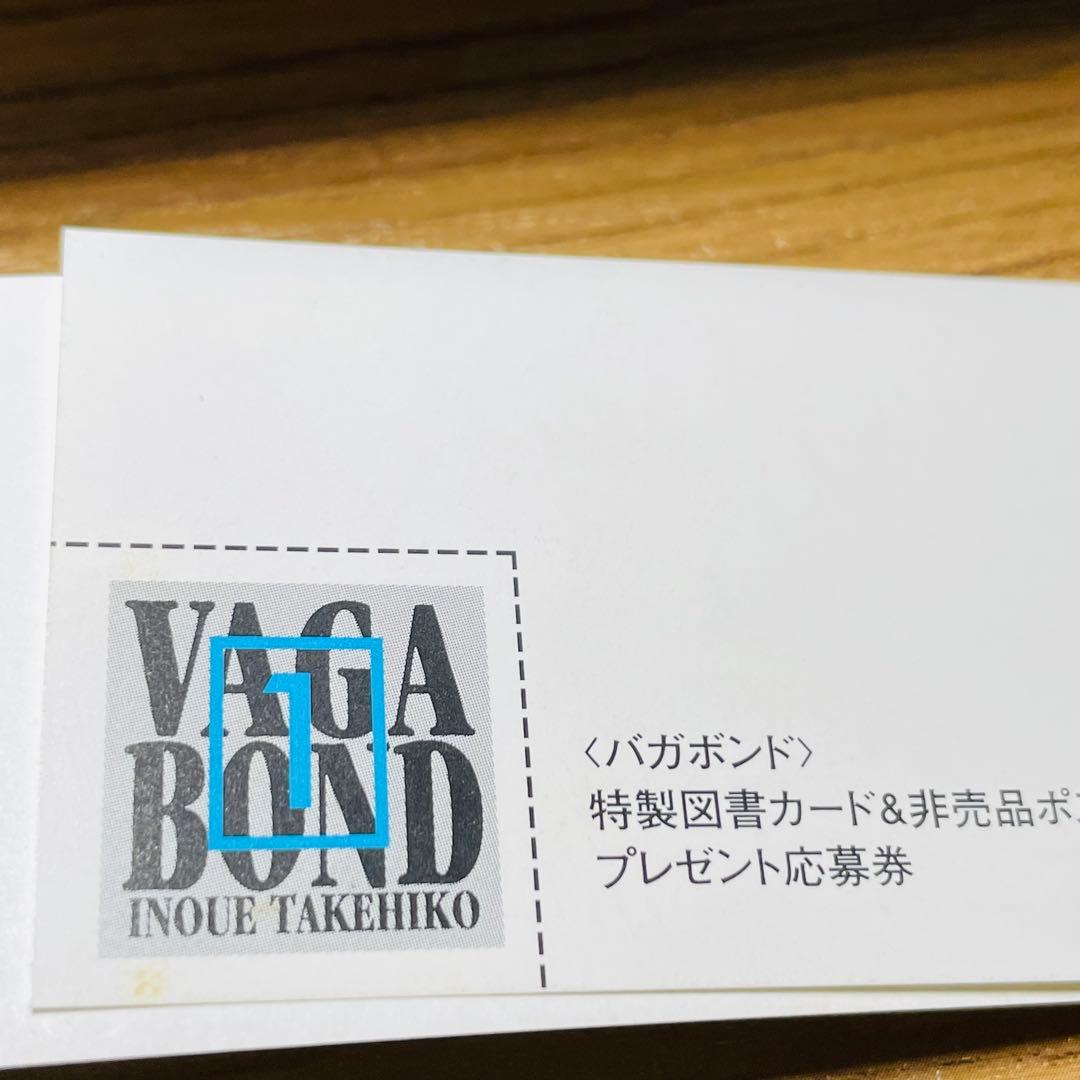 VAGA
BOND
1
INOUE TAKEHIKO
〈バガボンド〉
特製図書カード&非売品ポ
プレゼント応募券